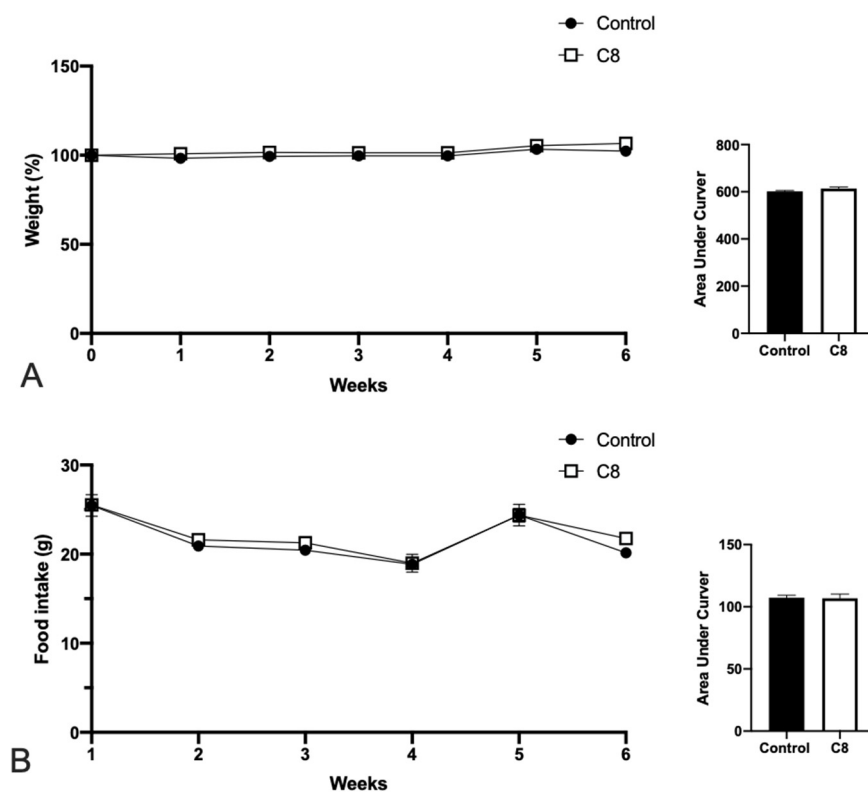 Control
C8
150
100
50
0
Weight (%)
0 1 2 3 4 5 6
Weeks
A
800
600
400
200
0
Area Under Curver
Control C8
Control
C8
30
20
10
0
Food intake (g)
1 2 3 4 5 6
Weeks
B
150
100
50
0
Area Under Curver
Control C8